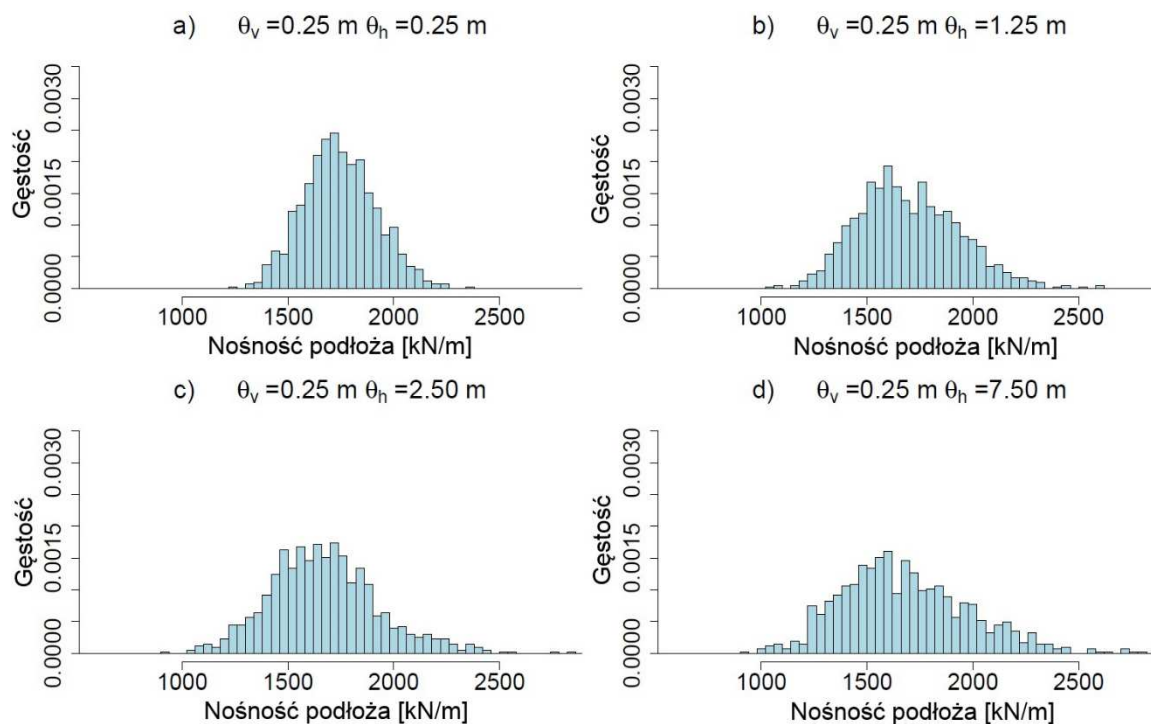 a) θv =0.25 m θh =0.25 m
Gęstość
0.0000 0.0015 0.0030
1000 1500 2000 2500
Nośność podłoża [kN/m]
b) θv =0.25 m θh =1.25 m
Gęstość
0.0000 0.0015 0.0030
1000 1500 2000 2500
Nośność podłoża [kN/m]
c) θv =0.25 m θh =2.50 m
Gęstość
0.0000 0.0015 0.0030
1000 1500 2000 2500
Nośność podłoża [kN/m]
d) θv =0.25 m θh =7.50 m
Gęstość
0.0000 0.0015 0.0030
1000 1500 2000 2500
Nośność podłoża [kN/m]